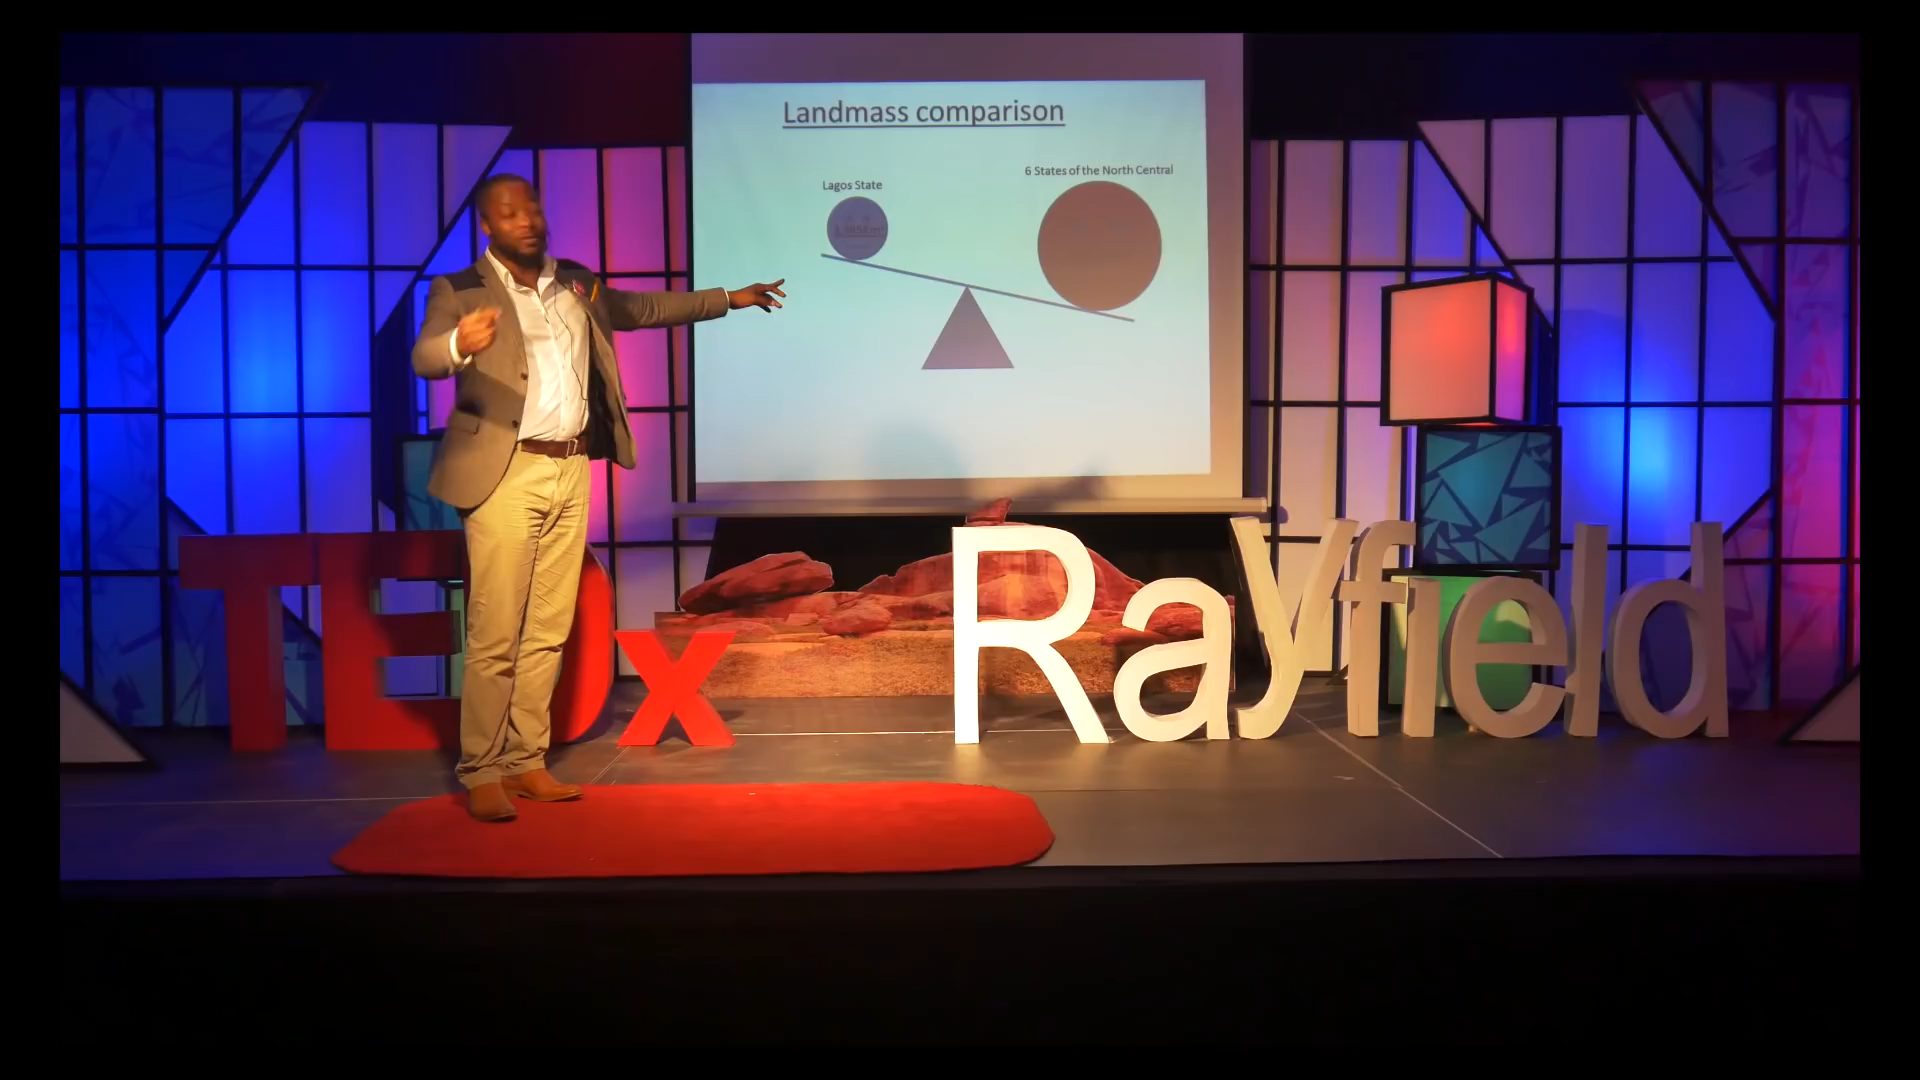 Landmass comparison
6 States of the North Central
Lagos State
TEDx Rayfield